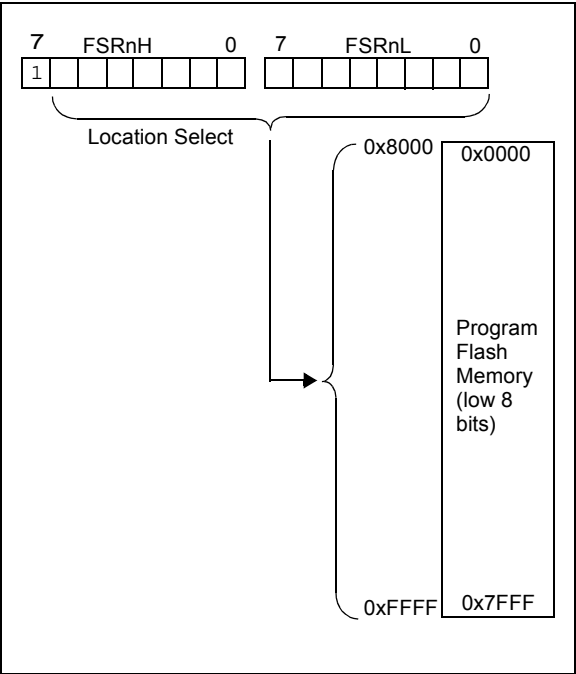 7 FSRnH 0 7 FSRnL 0
1
Location Select
0x8000 0x0000
Program
Flash
Memory
(low 8
bits)
0xFFFF 0x7FFF